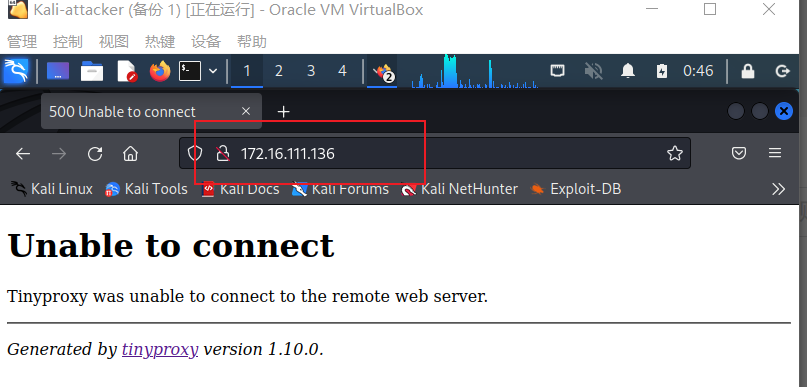 Kali-attacker (备份 1) [正在运行] - Oracle VM VirtualBox
管理 控制 视图 热键 设备 帮助
1 2 3 4 2 0:46
500 Unable to connect
172.16.111.136
Kali Linux Kali Tools Kali Docs Kali Forums Kali NetHunter Exploit-DB
Unable to connect
Tinyproxy was unable to connect to the remote web server.
Generated by tinyproxy version 1.10.0.